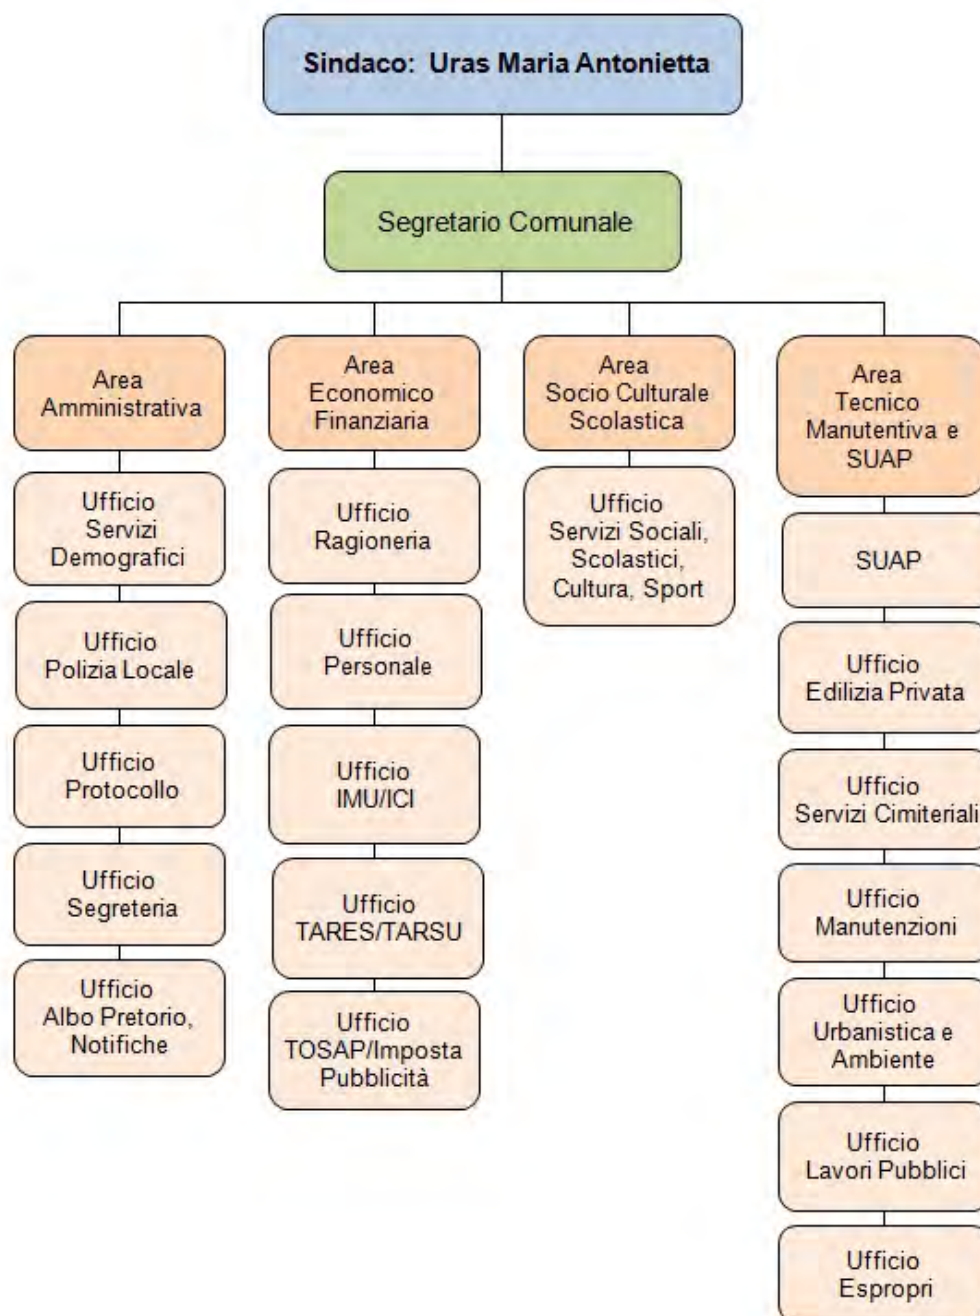 Sindaco: Uras Maria Antonietta
Segretario Comunale
Area
Amministrativa
Ufficio
Servizi
Demografici
Ufficio
Polizia Locale
Ufficio
Protocollo
Ufficio
Segreteria
Ufficio
Albo Pretorio,
Notifiche
Area
Economico
Finanziaria
Ufficio
Ragioneria
Ufficio
Personale
Ufficio
IMU/ICI
Ufficio
TARES/TARSU
Ufficio
TOSAP/Imposta
Pubblicità
Area
Socio Culturale
Scolastica
Ufficio
Servizi Sociali,
Scolastici,
Cultura, Sport
Area
Tecnico
Manutentiva e
SUAP
SUAP
Ufficio
Edilizia Privata
Ufficio
Servizi Cimiteriali
Ufficio
Manutenzioni
Ufficio
Urbanistica e
Ambiente
Ufficio
Lavori Pubblici
Ufficio
Espropri